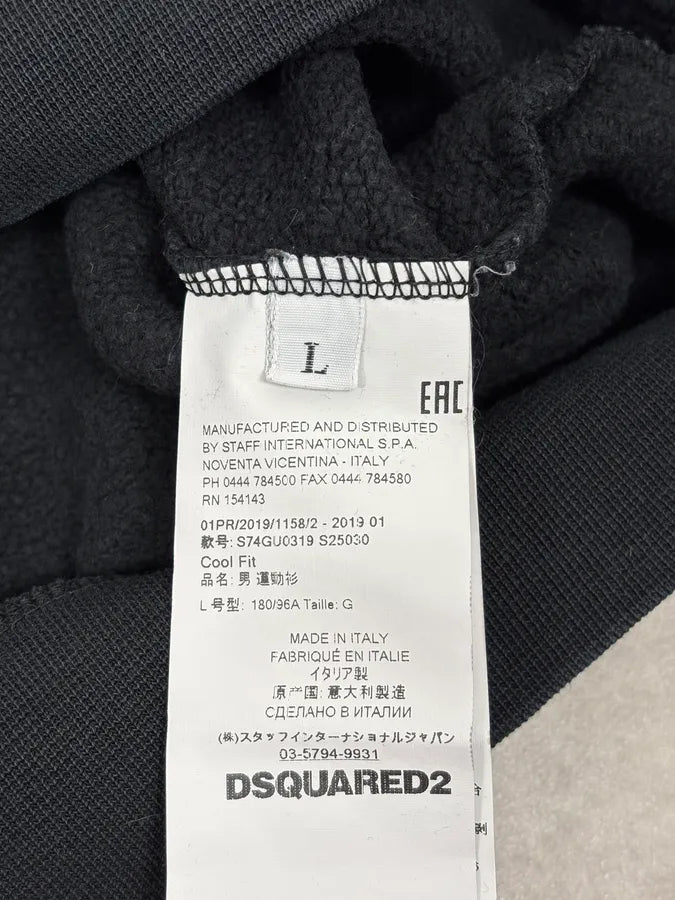 L
EAC
MANUFACTURED AND DISTRIBUTED
BY STAFF INTERNATIONAL S.P.A.
NOVENTA VICENTINA - ITALY
PH 0444 784500 FAX 0444 784580
RN 154143
01PR/2019/1158/2 - 2019 01
款号: S74GU0319 S25030
Cool Fit
品名: 男 運動衫
L 号型: 180/96A Taille: G
MADE IN ITALY
FABRIQUÉ EN ITALIE
イタリア製
原产国: 意大利製造
СДЕЛАНО В ИТАЛИИ
(株)スタッフインターナショナルジャパン
03-5794-9931
DSQUARED2